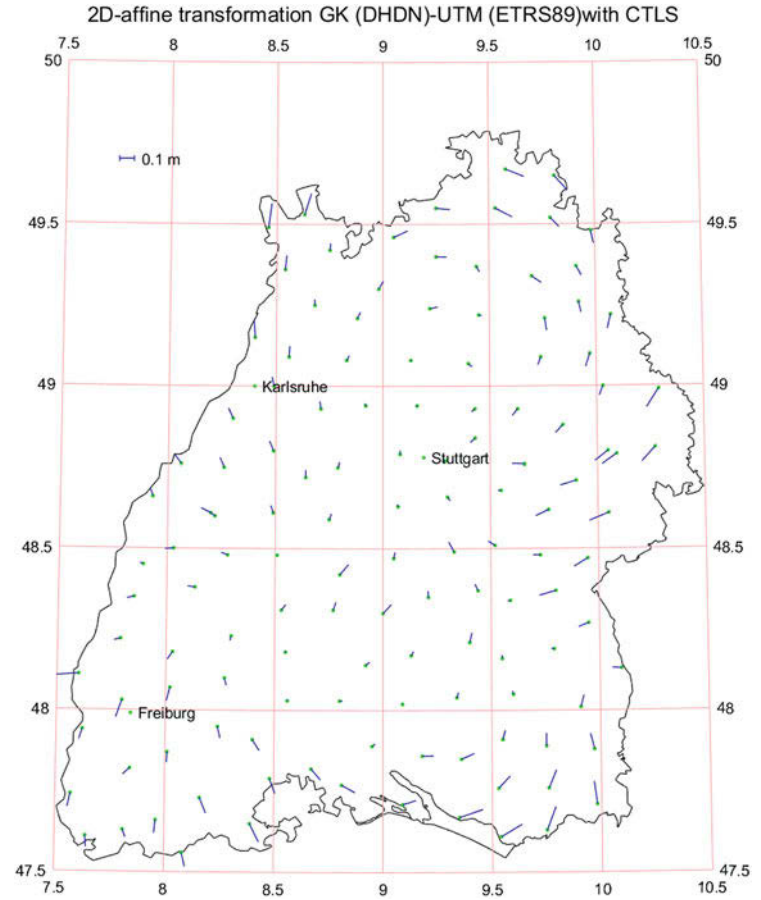 2D-affine transformation GK (DHDN)-UTM (ETRS89)with CTLS
7.5 8 8.5 9 9.5 10 10.5
50 50
0.1 m
49.5 49.5
49 Karlsruhe 49
Stuttgart
48.5 48.5
48 Freiburg 48
47.5 47.5
7.5 8 8.5 9 9.5 10 10.5